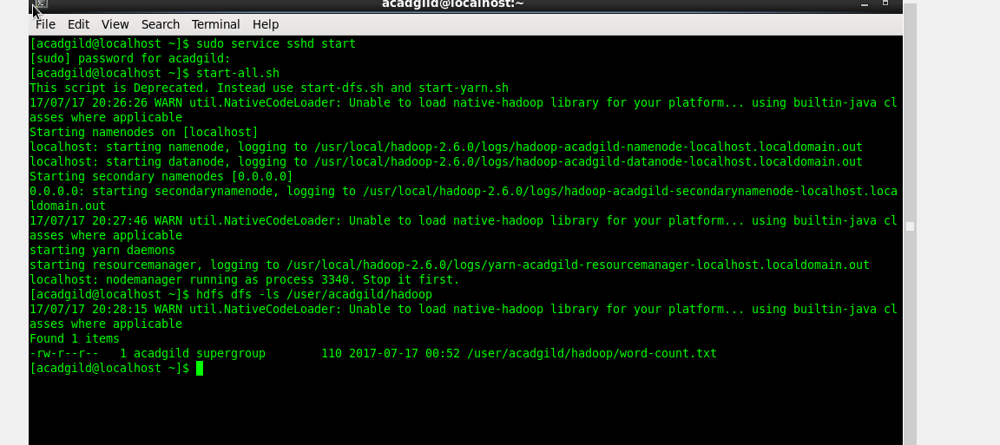 acadgild@localhost:~
File Edit View Search Terminal Help
[acadgild@localhost ~]$ sudo service sshd start
[sudo] password for acadgild:
[acadgild@localhost ~]$ start-all.sh
This script is Deprecated. Instead use start-dfs.sh and start-yarn.sh
17/07/17 20:26:26 WARN util.NativeCodeLoader: Unable to load native-hadoop library for your platform... using builtin-java cl
asses where applicable
Starting namenodes on [localhost]
localhost: starting namenode, logging to /usr/local/hadoop-2.6.0/logs/hadoop-acadgild-namenode-localhost.localdomain.out
localhost: starting datanode, logging to /usr/local/hadoop-2.6.0/logs/hadoop-acadgild-datanode-localhost.localdomain.out
Starting secondary namenodes [0.0.0.0]
0.0.0.0: starting secondarynamenode, logging to /usr/local/hadoop-2.6.0/logs/hadoop-acadgild-secondarynamenode-localhost.loca
ldomain.out
17/07/17 20:27:46 WARN util.NativeCodeLoader: Unable to load native-hadoop library for your platform... using builtin-java cl
asses where applicable
starting yarn daemons
starting resourcemanager, logging to /usr/local/hadoop-2.6.0/logs/yarn-acadgild-resourcemanager-localhost.localdomain.out
localhost: nodemanager running as process 3340. Stop it first.
[acadgild@localhost ~]$ hdfs dfs -ls /user/acadgild/hadoop
17/07/17 20:28:15 WARN util.NativeCodeLoader: Unable to load native-hadoop library for your platform... using builtin-java cl
asses where applicable
Found 1 items
-rw-r--r--   1 acadgild supergroup        110 2017-07-17 00:52 /user/acadgild/hadoop/word-count.txt
[acadgild@localhost ~]$